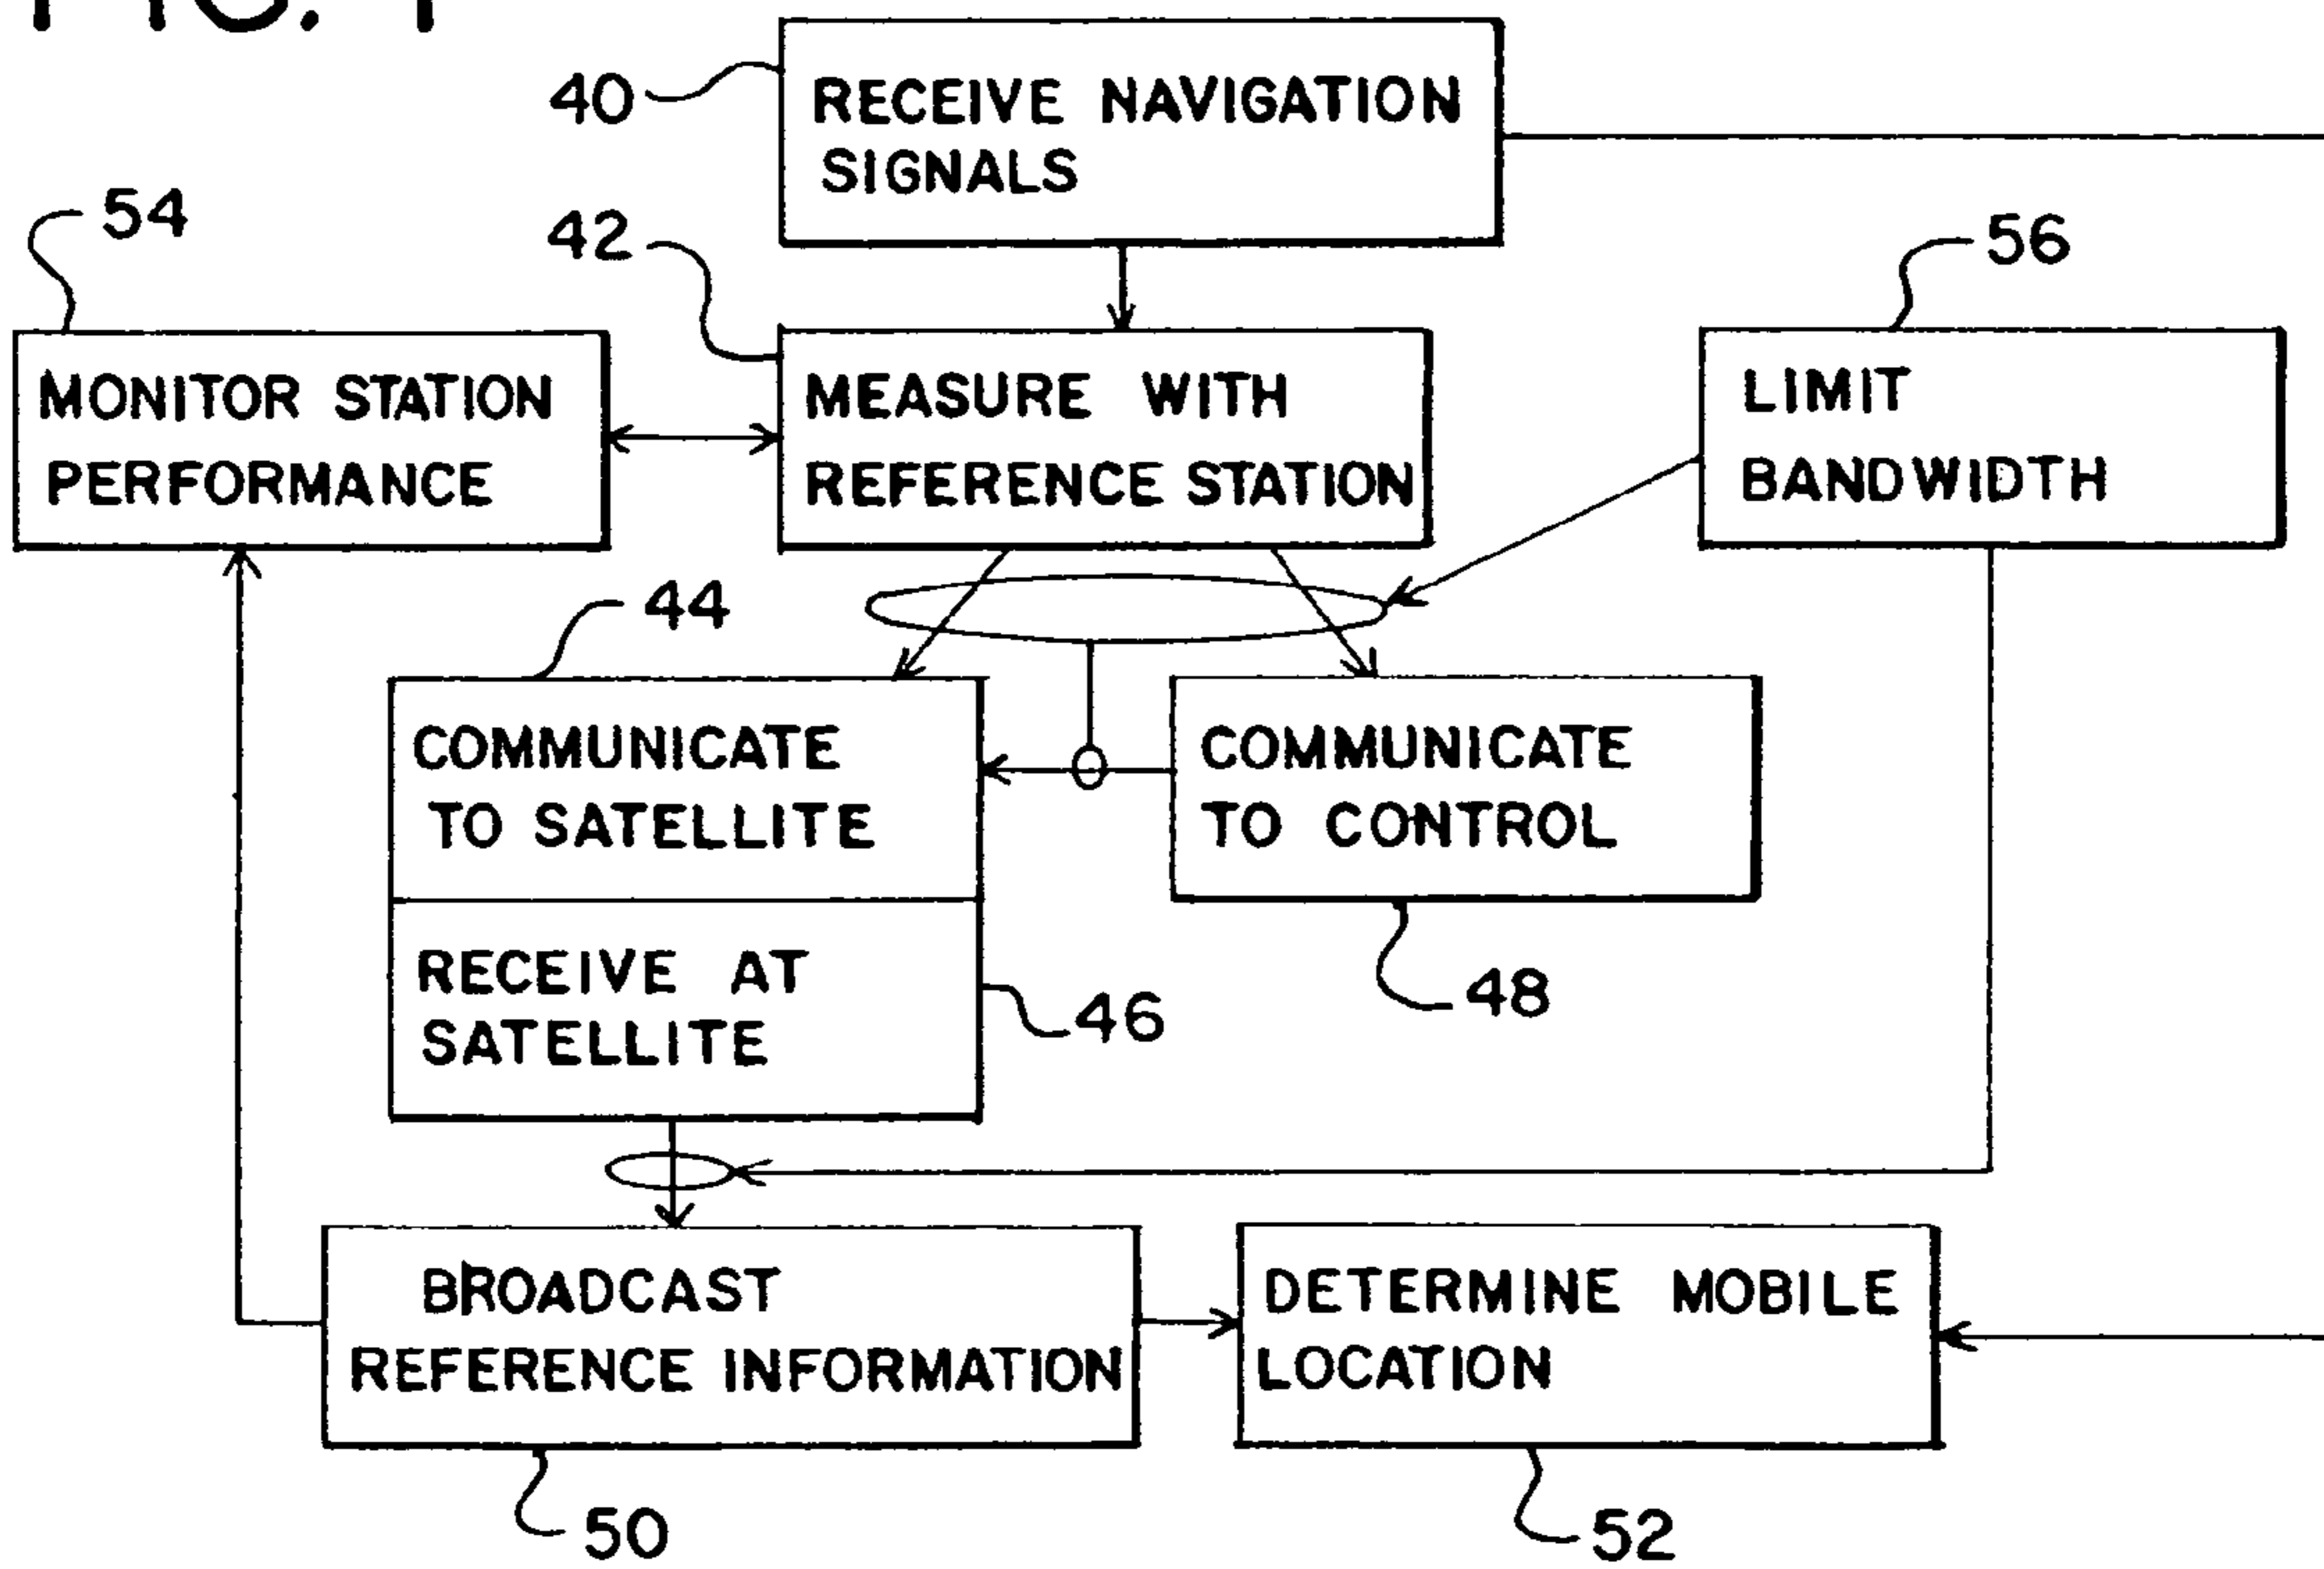 40
RECEIVE NAVIGATION
SIGNALS
54
42
56
MONITOR STATION
PERFORMANCE
MEASURE WITH
REFERENCE STATION
LIMIT
BANDWIDTH
44
COMMUNICATE
TO SATELLITE
COMMUNICATE
TO CONTROL
RECEIVE AT
SATELLITE
46
48
BROADCAST
REFERENCE INFORMATION
DETERMINE MOBILE
LOCATION
50
52